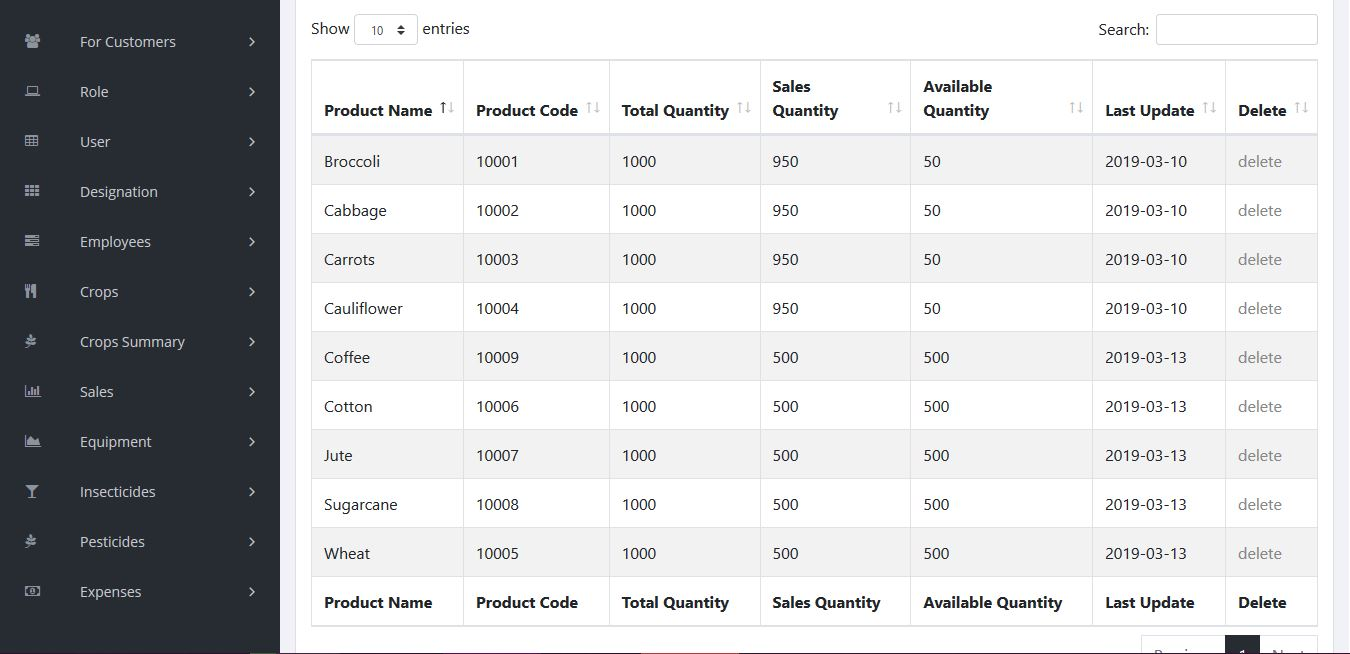 For Customers
Role
User
Designation
Employees
Crops
Crops Summary
Sales
Equipment
Insecticides
Pesticides
Expenses
Show 10 entries
Search:
Product Name Product Code Total Quantity Sales Quantity Available Quantity Last Update Delete
Broccoli 10001 1000 950 50 2019-03-10 delete
Cabbage 10002 1000 950 50 2019-03-10 delete
Carrots 10003 1000 950 50 2019-03-10 delete
Cauliflower 10004 1000 950 50 2019-03-10 delete
Coffee 10009 1000 500 500 2019-03-13 delete
Cotton 10006 1000 500 500 2019-03-13 delete
Jute 10007 1000 500 500 2019-03-13 delete
Sugarcane 10008 1000 500 500 2019-03-13 delete
Wheat 10005 1000 500 500 2019-03-13 delete
Product Name Product Code Total Quantity Sales Quantity Available Quantity Last Update Delete